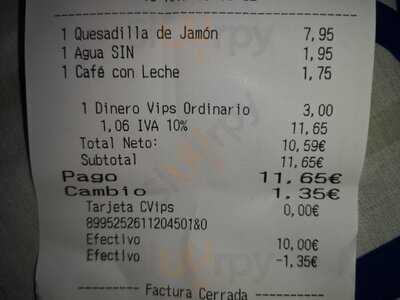 1 Quesadilla de Jamón 7,95
1 Agua SIN 1,95
1 Café con Leche 1,75
1 Dinero Vips Ordinario 3,00
1,06 IVA 10% 11,65
Total Neto: 10,59€
Subtotal 11,65€
Pago 11,65€
Cambio 1,35€
Tarjeta CVips 0,00€
8995252611204501&0
Efectivo 10,00€
Efectivo -1,35€
Factura Cerrada